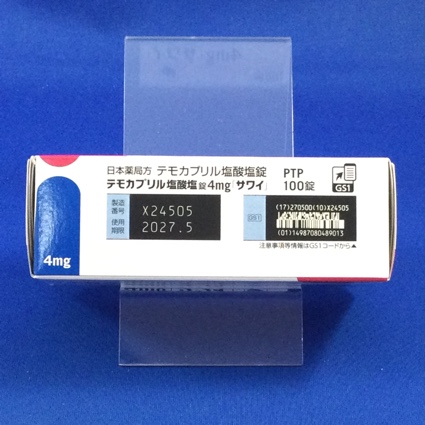 日本薬局方 テモカプリル塩酸塩錠 PTP
テモカプリル塩酸塩錠4mg「サワイ」 100錠
GS1
製造番号 X24505
使用期限 2027.5
(17)270500(10)X24505
(01)14987080489013
注意事項等情報はGS1コードから▲
4mg